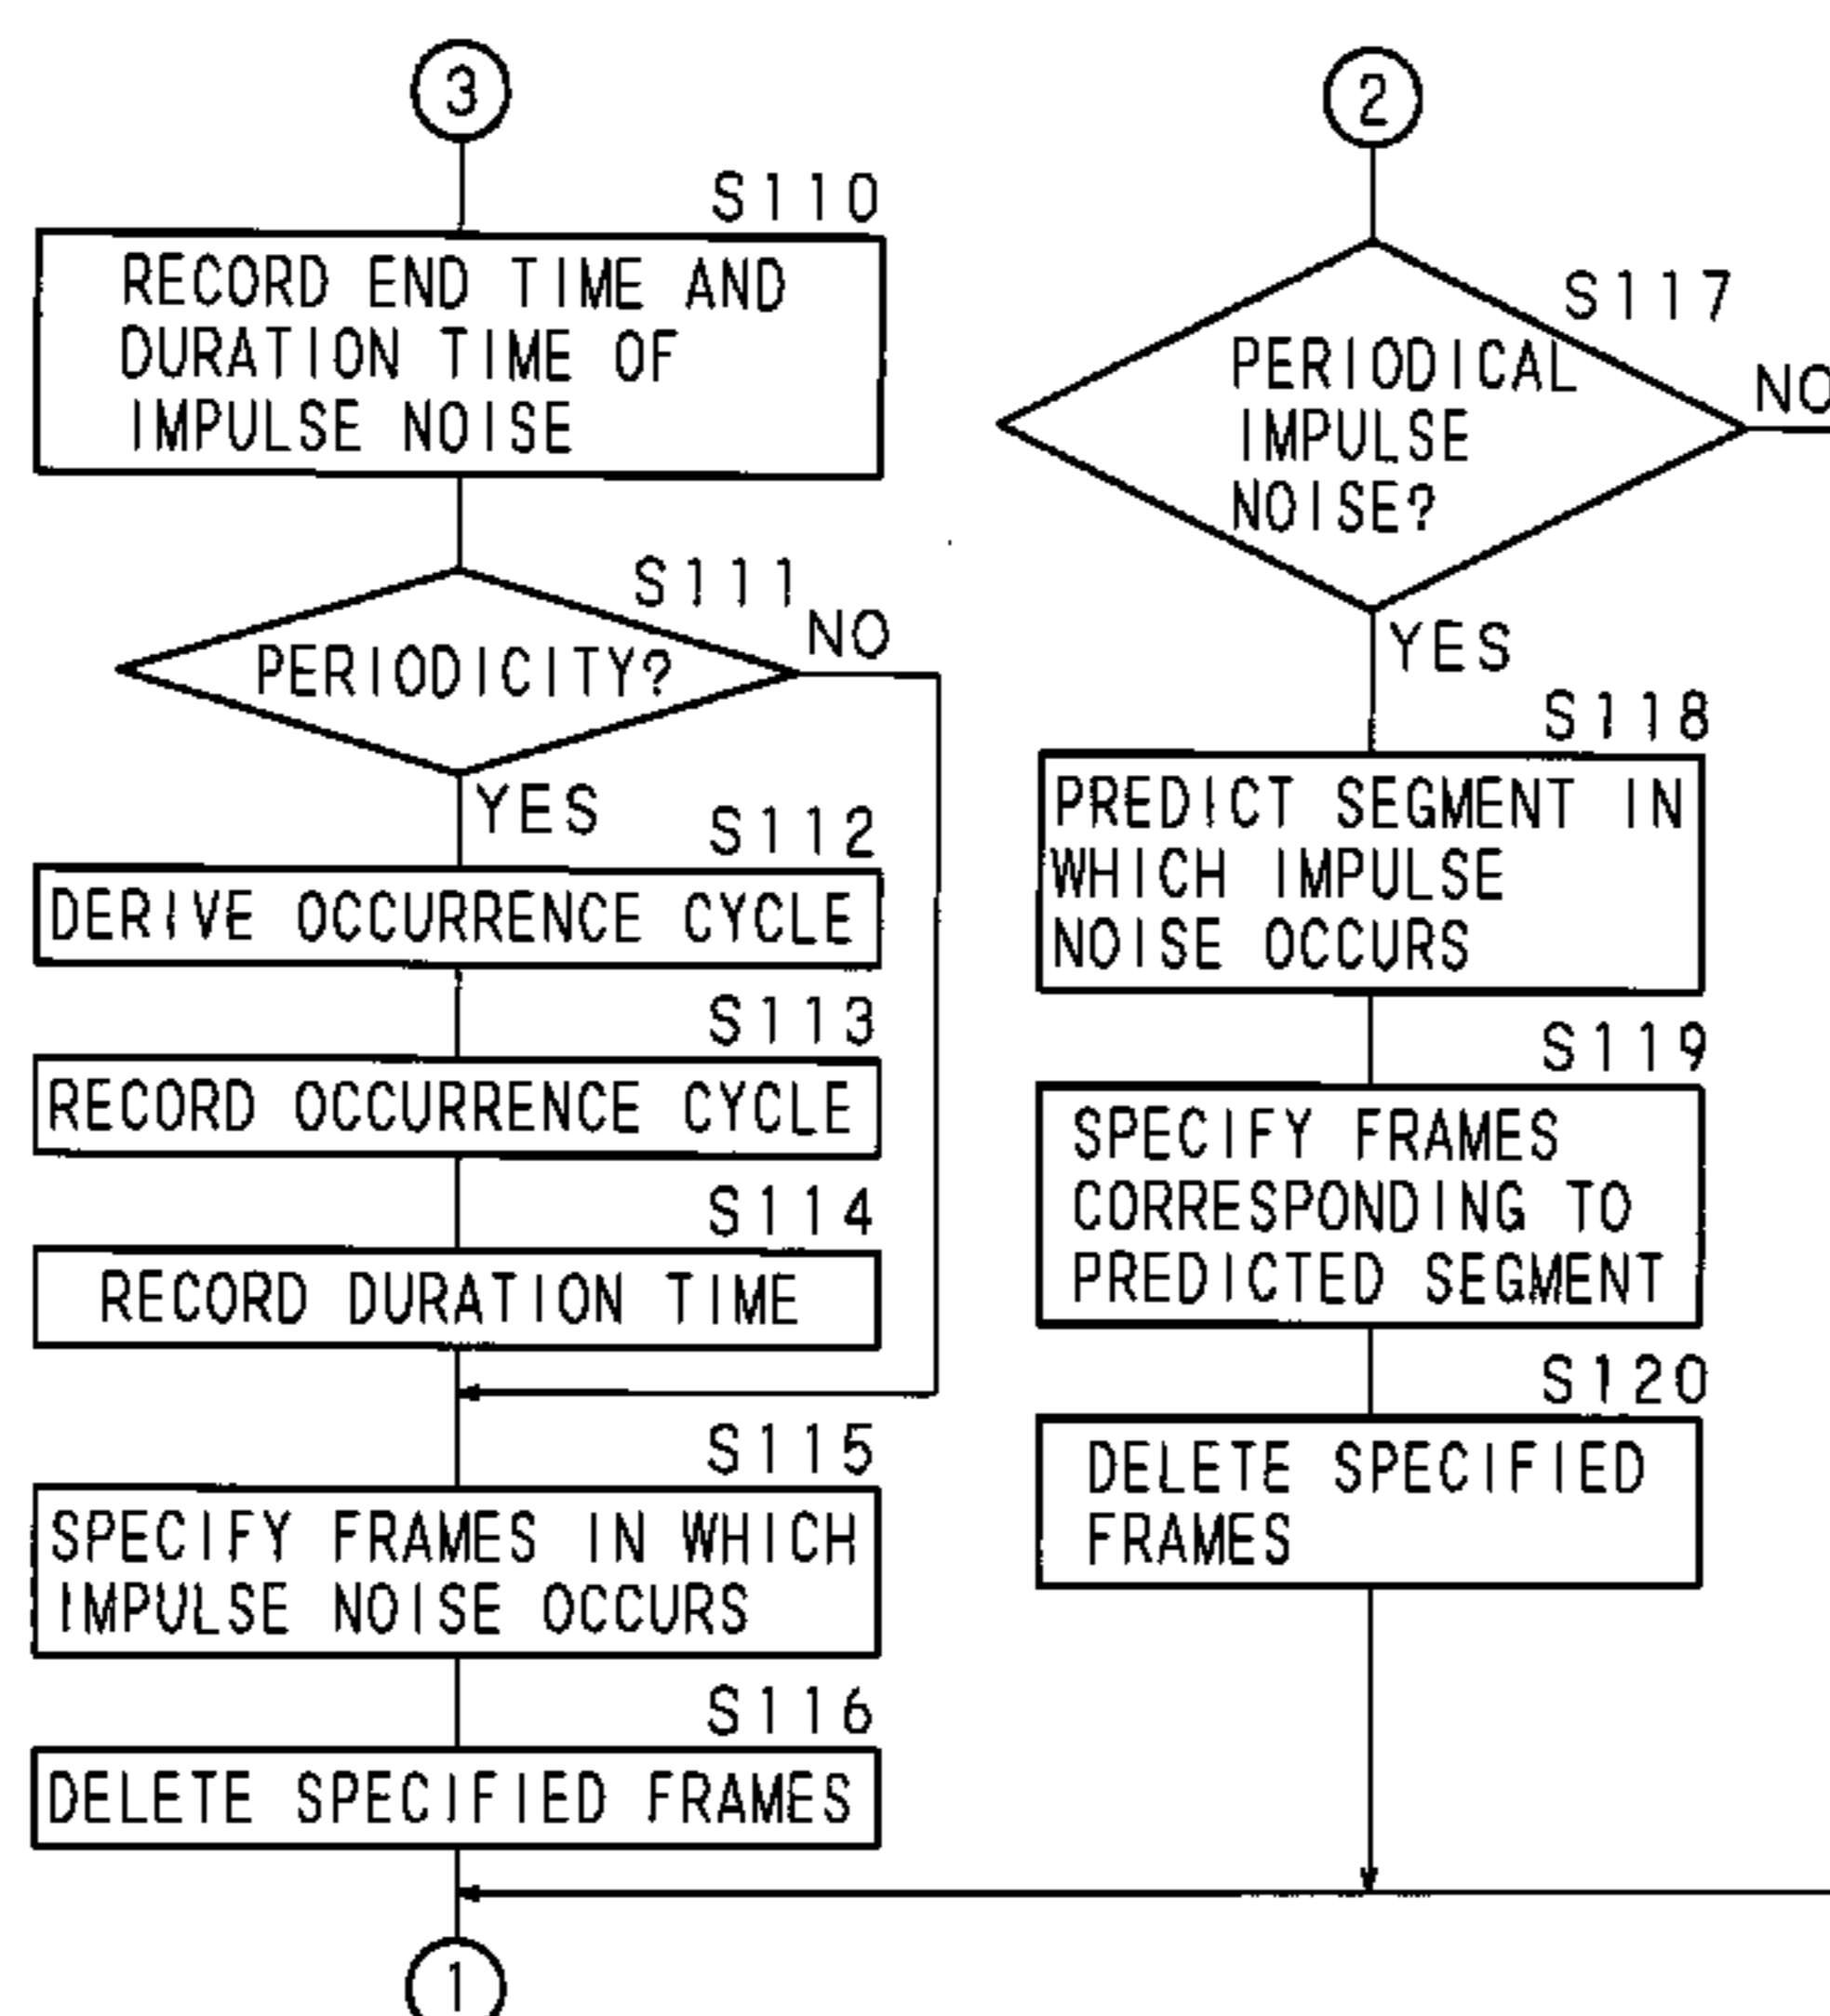 3
S110
RECORD END TIME AND
DURATION TIME OF
IMPULSE NOISE
S111
PERIODICITY?
NO
YES
S112
DERIVE OCCURRENCE CYCLE
S113
RECORD OCCURRENCE CYCLE
S114
RECORD DURATION TIME
S115
SPECIFY FRAMES IN WHICH
IMPULSE NOISE OCCURS
S116
DELETE SPECIFIED FRAMES
1
2
S117
PERIODICAL
IMPULSE
NOISE?
NO
YES
S118
PREDICT SEGMENT IN
WHICH IMPULSE
NOISE OCCURS
S119
SPECIFY FRAMES
CORRESPONDING TO
PREDICTED SEGMENT
S120
DELETE SPECIFIED
FRAMES